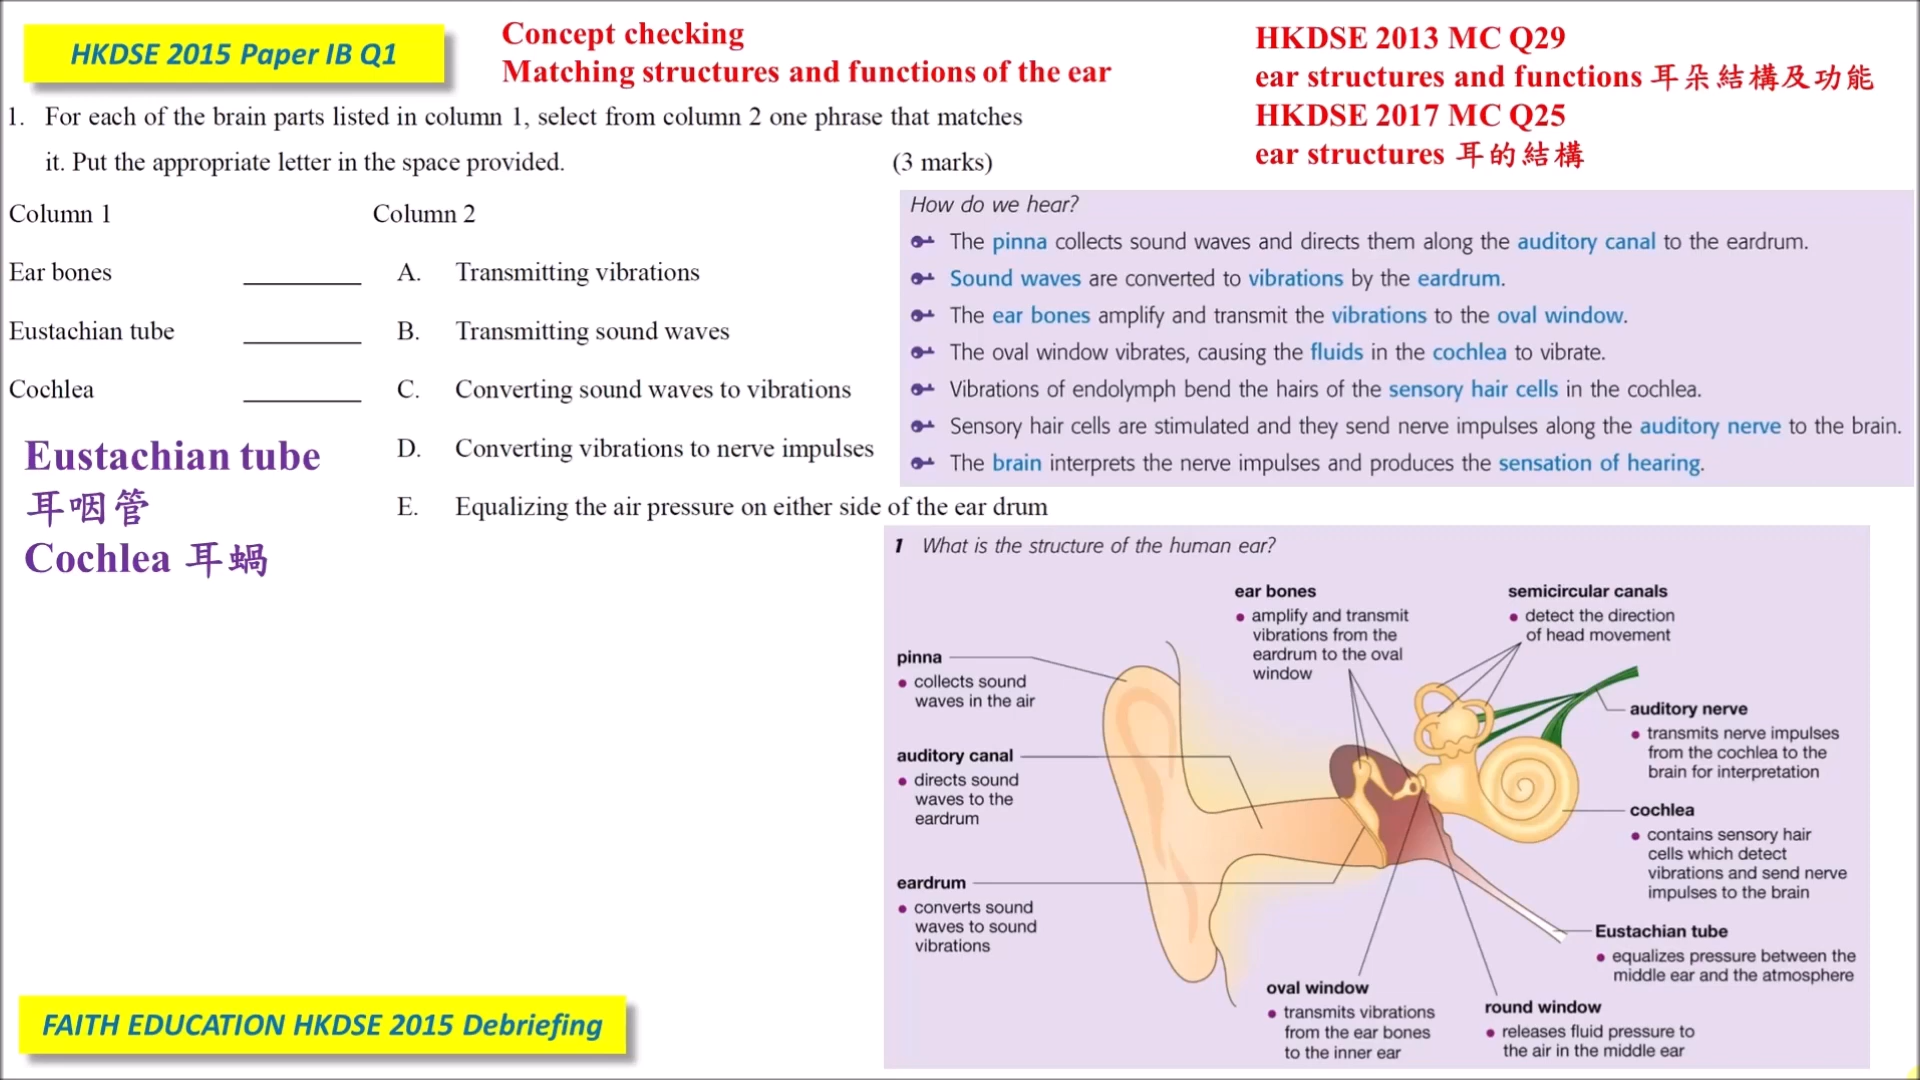 HKDSE 2015 Paper IB Q1
Concept checking
Matching structures and functions of the ear
HKDSE 2013 MC Q29
ear structures and functions 耳朵結構及功能
HKDSE 2017 MC Q25
ear structures 耳的結構
1. For each of the brain parts listed in column 1, select from column 2 one phrase that matches
it. Put the appropriate letter in the space provided. (3 marks)
Column 1 Column 2
Ear bones ________ A. Transmitting vibrations
Eustachian tube ________ B. Transmitting sound waves
Cochlea ________ C. Converting sound waves to vibrations
D. Converting vibrations to nerve impulses
E. Equalizing the air pressure on either side of the ear drum
Eustachian tube
耳咽管
Cochlea 耳蝸
How do we hear?
The pinna collects sound waves and directs them along the auditory canal to the eardrum.
Sound waves are converted to vibrations by the eardrum.
The ear bones amplify and transmit the vibrations to the oval window.
The oval window vibrates, causing the fluids in the cochlea to vibrate.
Vibrations of endolymph bend the hairs of the sensory hair cells in the cochlea.
Sensory hair cells are stimulated and they send nerve impulses along the auditory nerve to the brain.
The brain interprets the nerve impulses and produces the sensation of hearing.
1 What is the structure of the human ear?
ear bones
• amplify and transmit
vibrations from the
eardrum to the oval
window
semicircular canals
• detect the direction
of head movement
pinna
• collects sound
waves in the air
auditory canal
• directs sound
waves to the
eardrum
eardrum
• converts sound
waves to sound
vibrations
auditory nerve
• transmits nerve impulses
from the cochlea to the
brain for interpretation
cochlea
• contains sensory hair
cells which detect
vibrations and send nerve
impulses to the brain
Eustachian tube
• equalizes pressure between the
middle ear and the atmosphere
oval window
• transmits vibrations
from the ear bones
to the inner ear
round window
• releases fluid pressure to
the air in the middle ear
FAITH EDUCATION HKDSE 2015 Debriefing